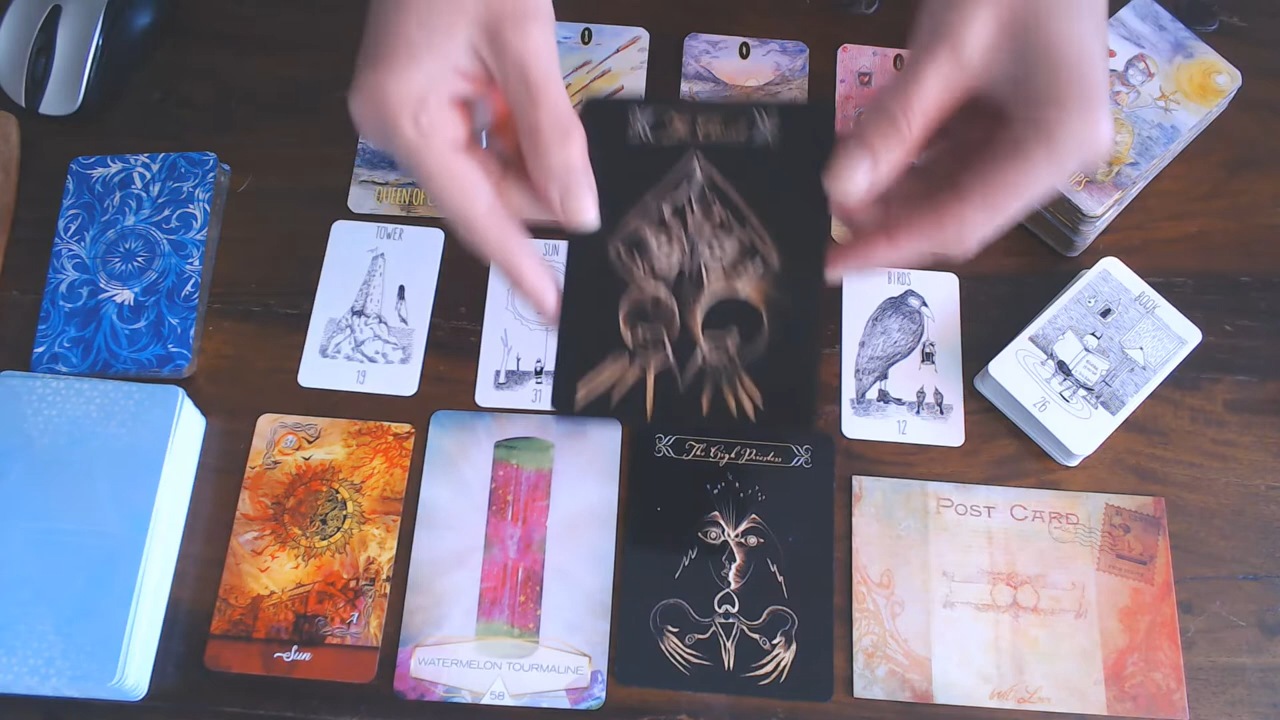 QUEEN OF
TOWER
19
SUN
31
BIRDS
12
BOOK
26
31
Sun
WATERMELON TOURMALINE
58
The High Priestess
POST CARD